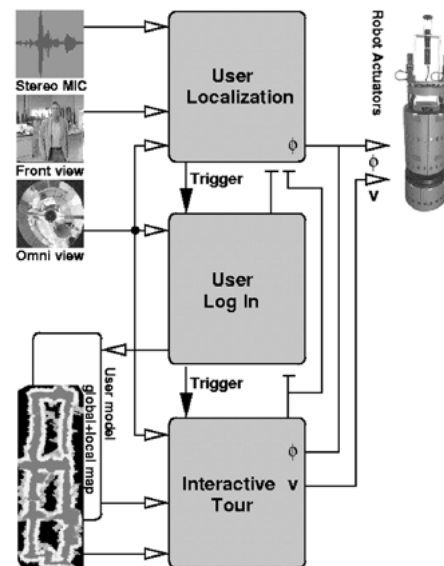 Stereo MIC
Front view
Omni view
User
Localization
ϕ
Trigger
User
Log In
Trigger
Interactive
Tour
ϕ
v
User model
global+local map
Robot Actuators
ϕ
v